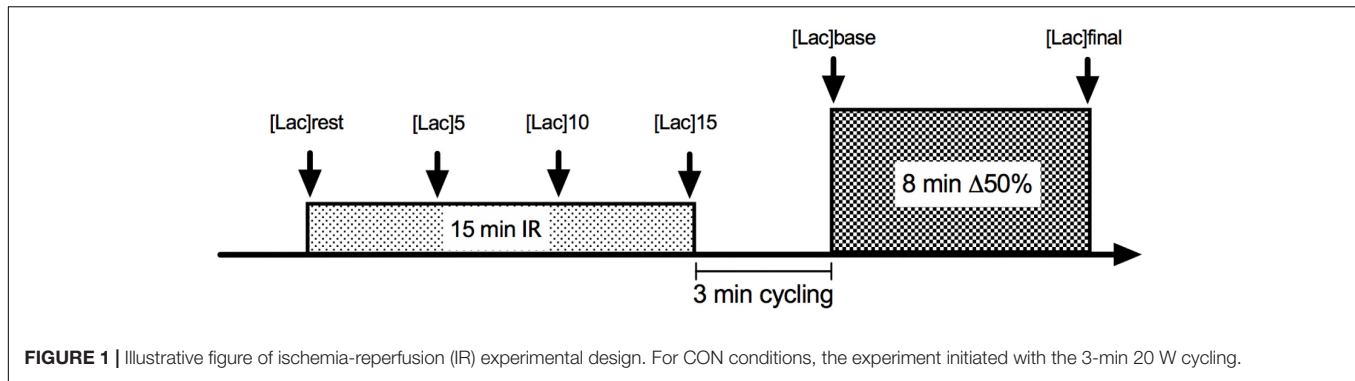 [Lac]base [Lac]final
[Lac]rest [Lac]5 [Lac]10 [Lac]15
8 min Δ50%
15 min IR
3 min cycling
FIGURE 1 | Illustrative figure of ischemia-reperfusion (IR) experimental design. For CON conditions, the experiment initiated with the 3-min 20 W cycling.